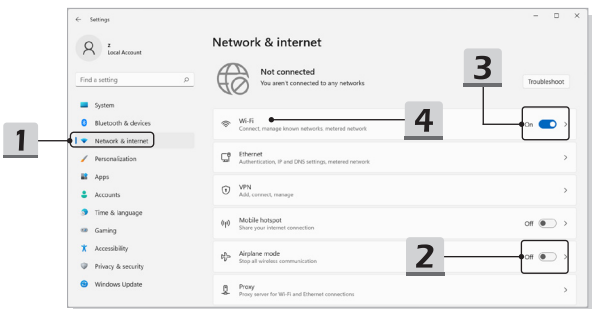 Settings
z
Local Account
Find a setting
System
Bluetooth & devices
Network & internet
Personalization
Apps
Accounts
Time & language
Gaming
Accessibility
Privacy & security
Windows Update
Network & internet
Not connected
You aren't connected to any networks
Troubleshoot
Wi-Fi
Connect, manage known networks, metered network
On
Ethernet
Authentication, IP and DNS settings, metered network
VPN
Add, connect, manage
Mobile hotspot
Share your internet connection
Off
Airplane mode
Stop all wireless communication
Off
Proxy
Proxy server for Wi-Fi and Ethernet connections
1
2
3
4